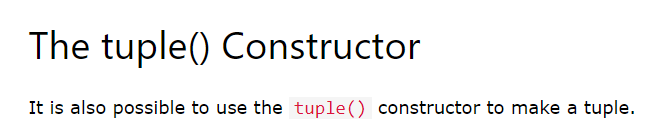 The tuple() Constructor
It is also possible to use the tuple() constructor to make a tuple.